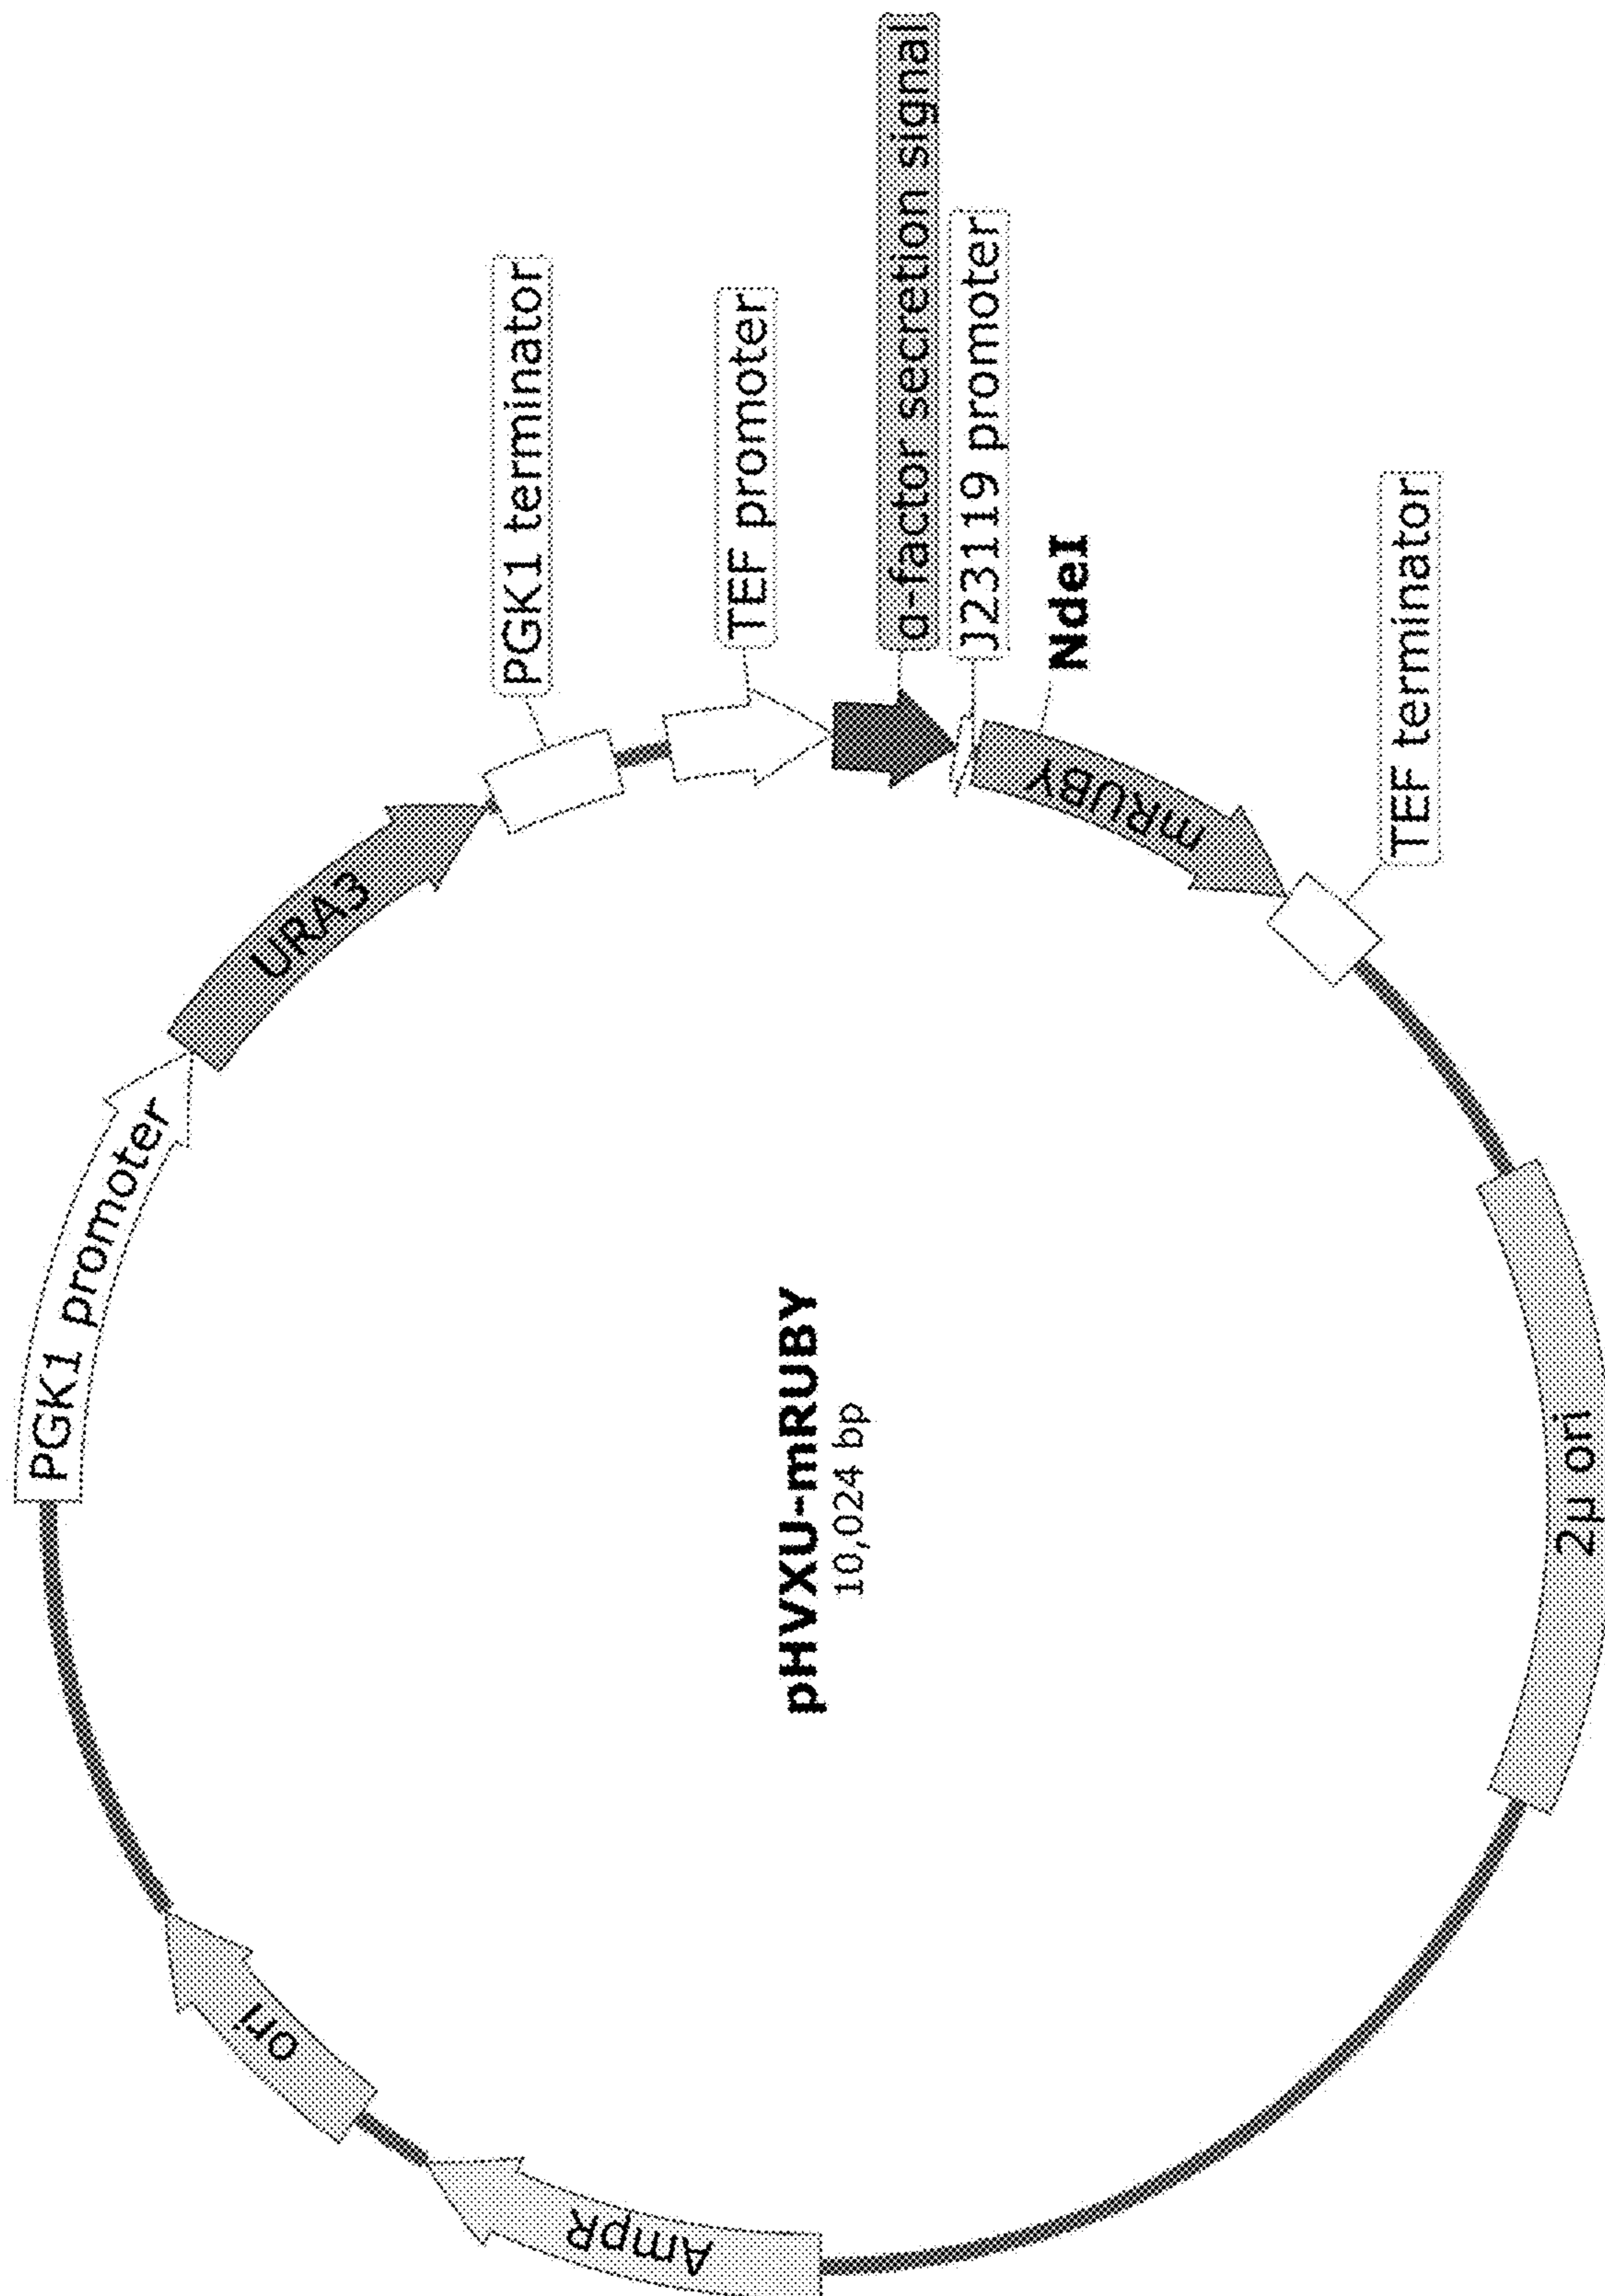 PGK1 promoter
URA3
PGK1 terminator
TEF promoter
α-factor secretion signal
J23119 promoter
NdeI
mRUBY
TEF terminator
2μ ori
AmpR
ori
pHVXU-mRUBY
10,024 bp